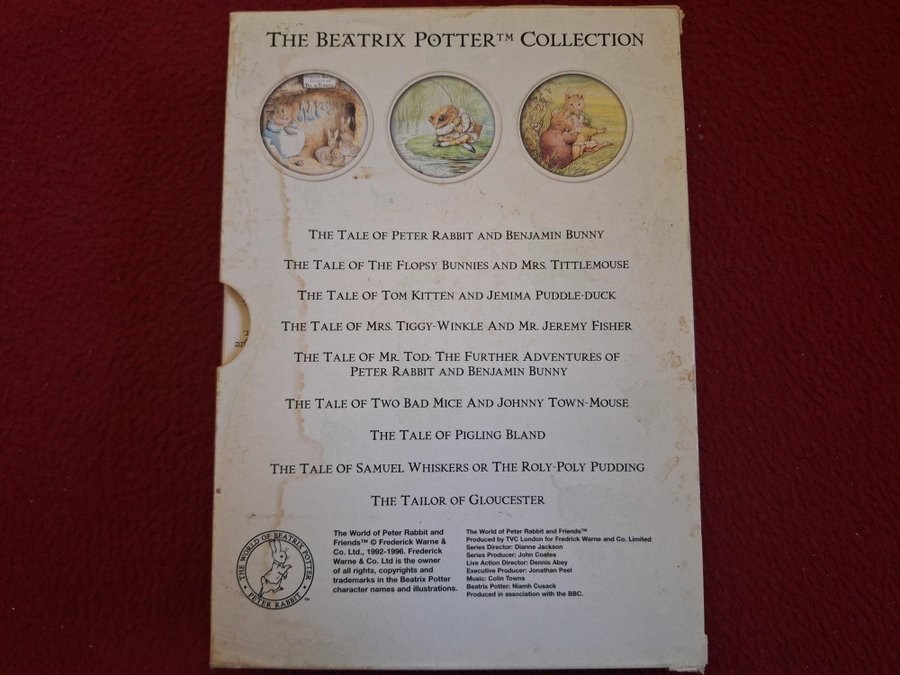 THE BEATRIX POTTER™ COLLECTION
THE TALE OF PETER RABBIT AND BENJAMIN BUNNY
THE TALE OF THE FLOPSY BUNNIES AND MRS. TITTLEMOUSE
THE TALE OF TOM KITTEN AND JEMIMA PUDDLE-DUCK
THE TALE OF MRS. TIGGY-WINKLE AND MR. JEREMY FISHER
THE TALE OF MR. TOD: THE FURTHER ADVENTURES OF
PETER RABBIT AND BENJAMIN BUNNY
THE TALE OF TWO BAD MICE AND JOHNNY TOWN-MOUSE
THE TALE OF PIGLING BLAND
THE TALE OF SAMUEL WHISKERS OR THE ROLY-POLY PUDDING
THE TAILOR OF GLOUCESTER
THE WORLD OF BEATRIX POTTER
PETER RABBIT ™
The World of Peter Rabbit and
Friends™ © Frederick Warne &
Co. Ltd., 1992-1996. Frederick
Warne & Co. Ltd is the owner
of all rights, copyrights and
trademarks in the Beatrix Potter
character names and illustrations.
The World of Peter Rabbit and Friends™
Produced by TVC London for Fredrick Warne and Co. Limited
Series Director: Dianne Jackson
Series Producer: John Coates
Live Action Director: Dennis Abey
Executive Producer: Jonathan Peel
Music: Colin Towns
Beatrix Potter: Niamh Cusack
Produced in association with the BBC.